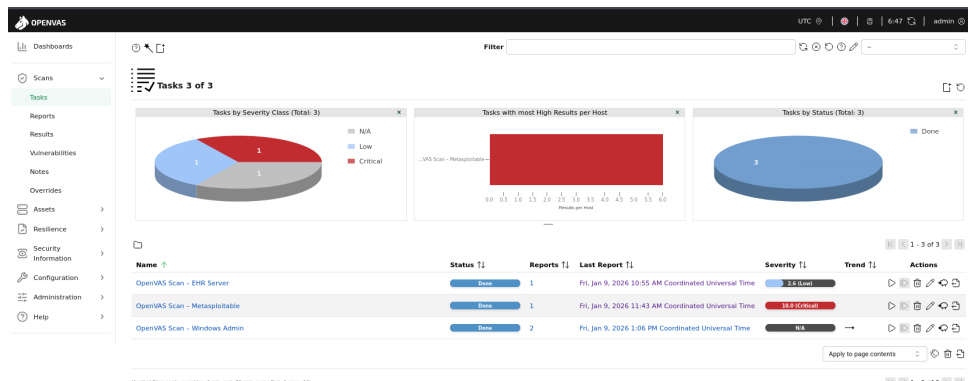 OPENVAS
UTC
6:47
admin
Dashboards
Scans
Tasks
Reports
Results
Vulnerabilities
Notes
Overrides
Assets
Resilience
Security
Information
Configuration
Administration
Help
Filter
--
Tasks 3 of 3
Tasks by Severity Class (Total: 3)
×
1
1
1
N/A
Low
Critical
Tasks with most High Results per Host
×
...VAS Scan - Metasploitable
0.0 0.5 1.0 1.5 2.0 2.5 3.0 3.5 4.0 4.5 5.0 5.5 6.0
Results per Host
Tasks by Status (Total: 3)
×
3
Done
1 - 3 of 3
Name ↑ Status ↑↓ Reports ↑↓ Last Report ↑↓ Severity ↑↓ Trend ↑↓ Actions
OpenVAS Scan - EHR Server Done 1 Fri, Jan 9, 2026 10:55 AM Coordinated Universal Time 2.6 (Low)
OpenVAS Scan - Metasploitable Done 1 Fri, Jan 9, 2026 11:43 AM Coordinated Universal Time 10.0 (Critical)
OpenVAS Scan - Windows Admin Done 2 Fri, Jan 9, 2026 1:06 PM Coordinated Universal Time N/A →
Apply to page contents